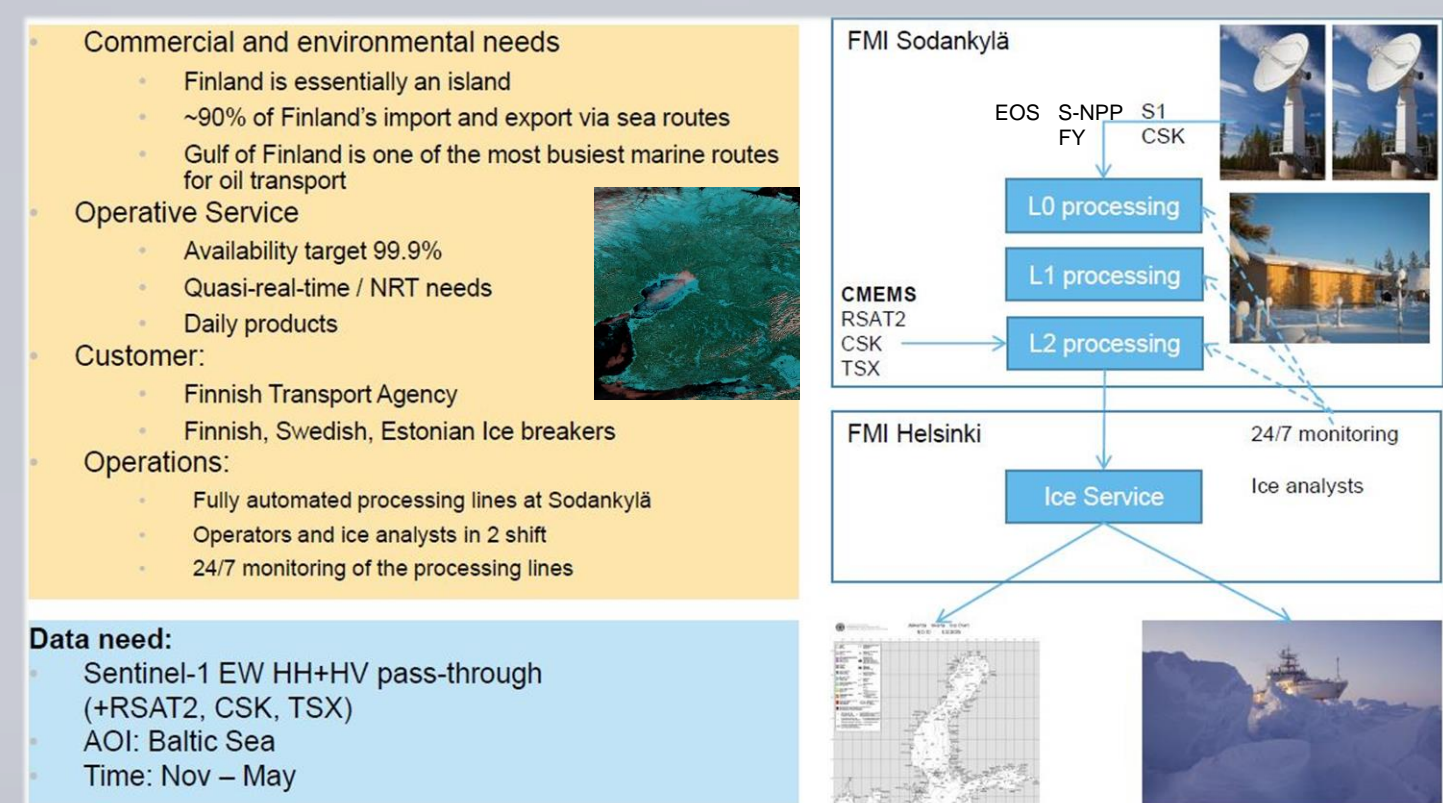 Commercial and environmental needs
Finland is essentially an island
~90% of Finland's import and export via sea routes
Gulf of Finland is one of the most busiest marine routes
for oil transport
Operative Service
Availability target 99.9%
Quasi-real-time / NRT needs
Daily products
Customer:
Finnish Transport Agency
Finnish, Swedish, Estonian Ice breakers
Operations:
Fully automated processing lines at Sodankylä
Operators and ice analysts in 2 shift
24/7 monitoring of the processing lines
Data need:
Sentinel-1 EW HH+HV pass-through
(+RSAT2, CSK, TSX)
AOI: Baltic Sea
Time: Nov – May
FMI Sodankylä
EOS S-NPP S1
FY CSK
L0 processing
L1 processing
CMEMS
RSAT2
CSK
TSX
L2 processing
FMI Helsinki
24/7 monitoring
Ice analysts
Ice Service